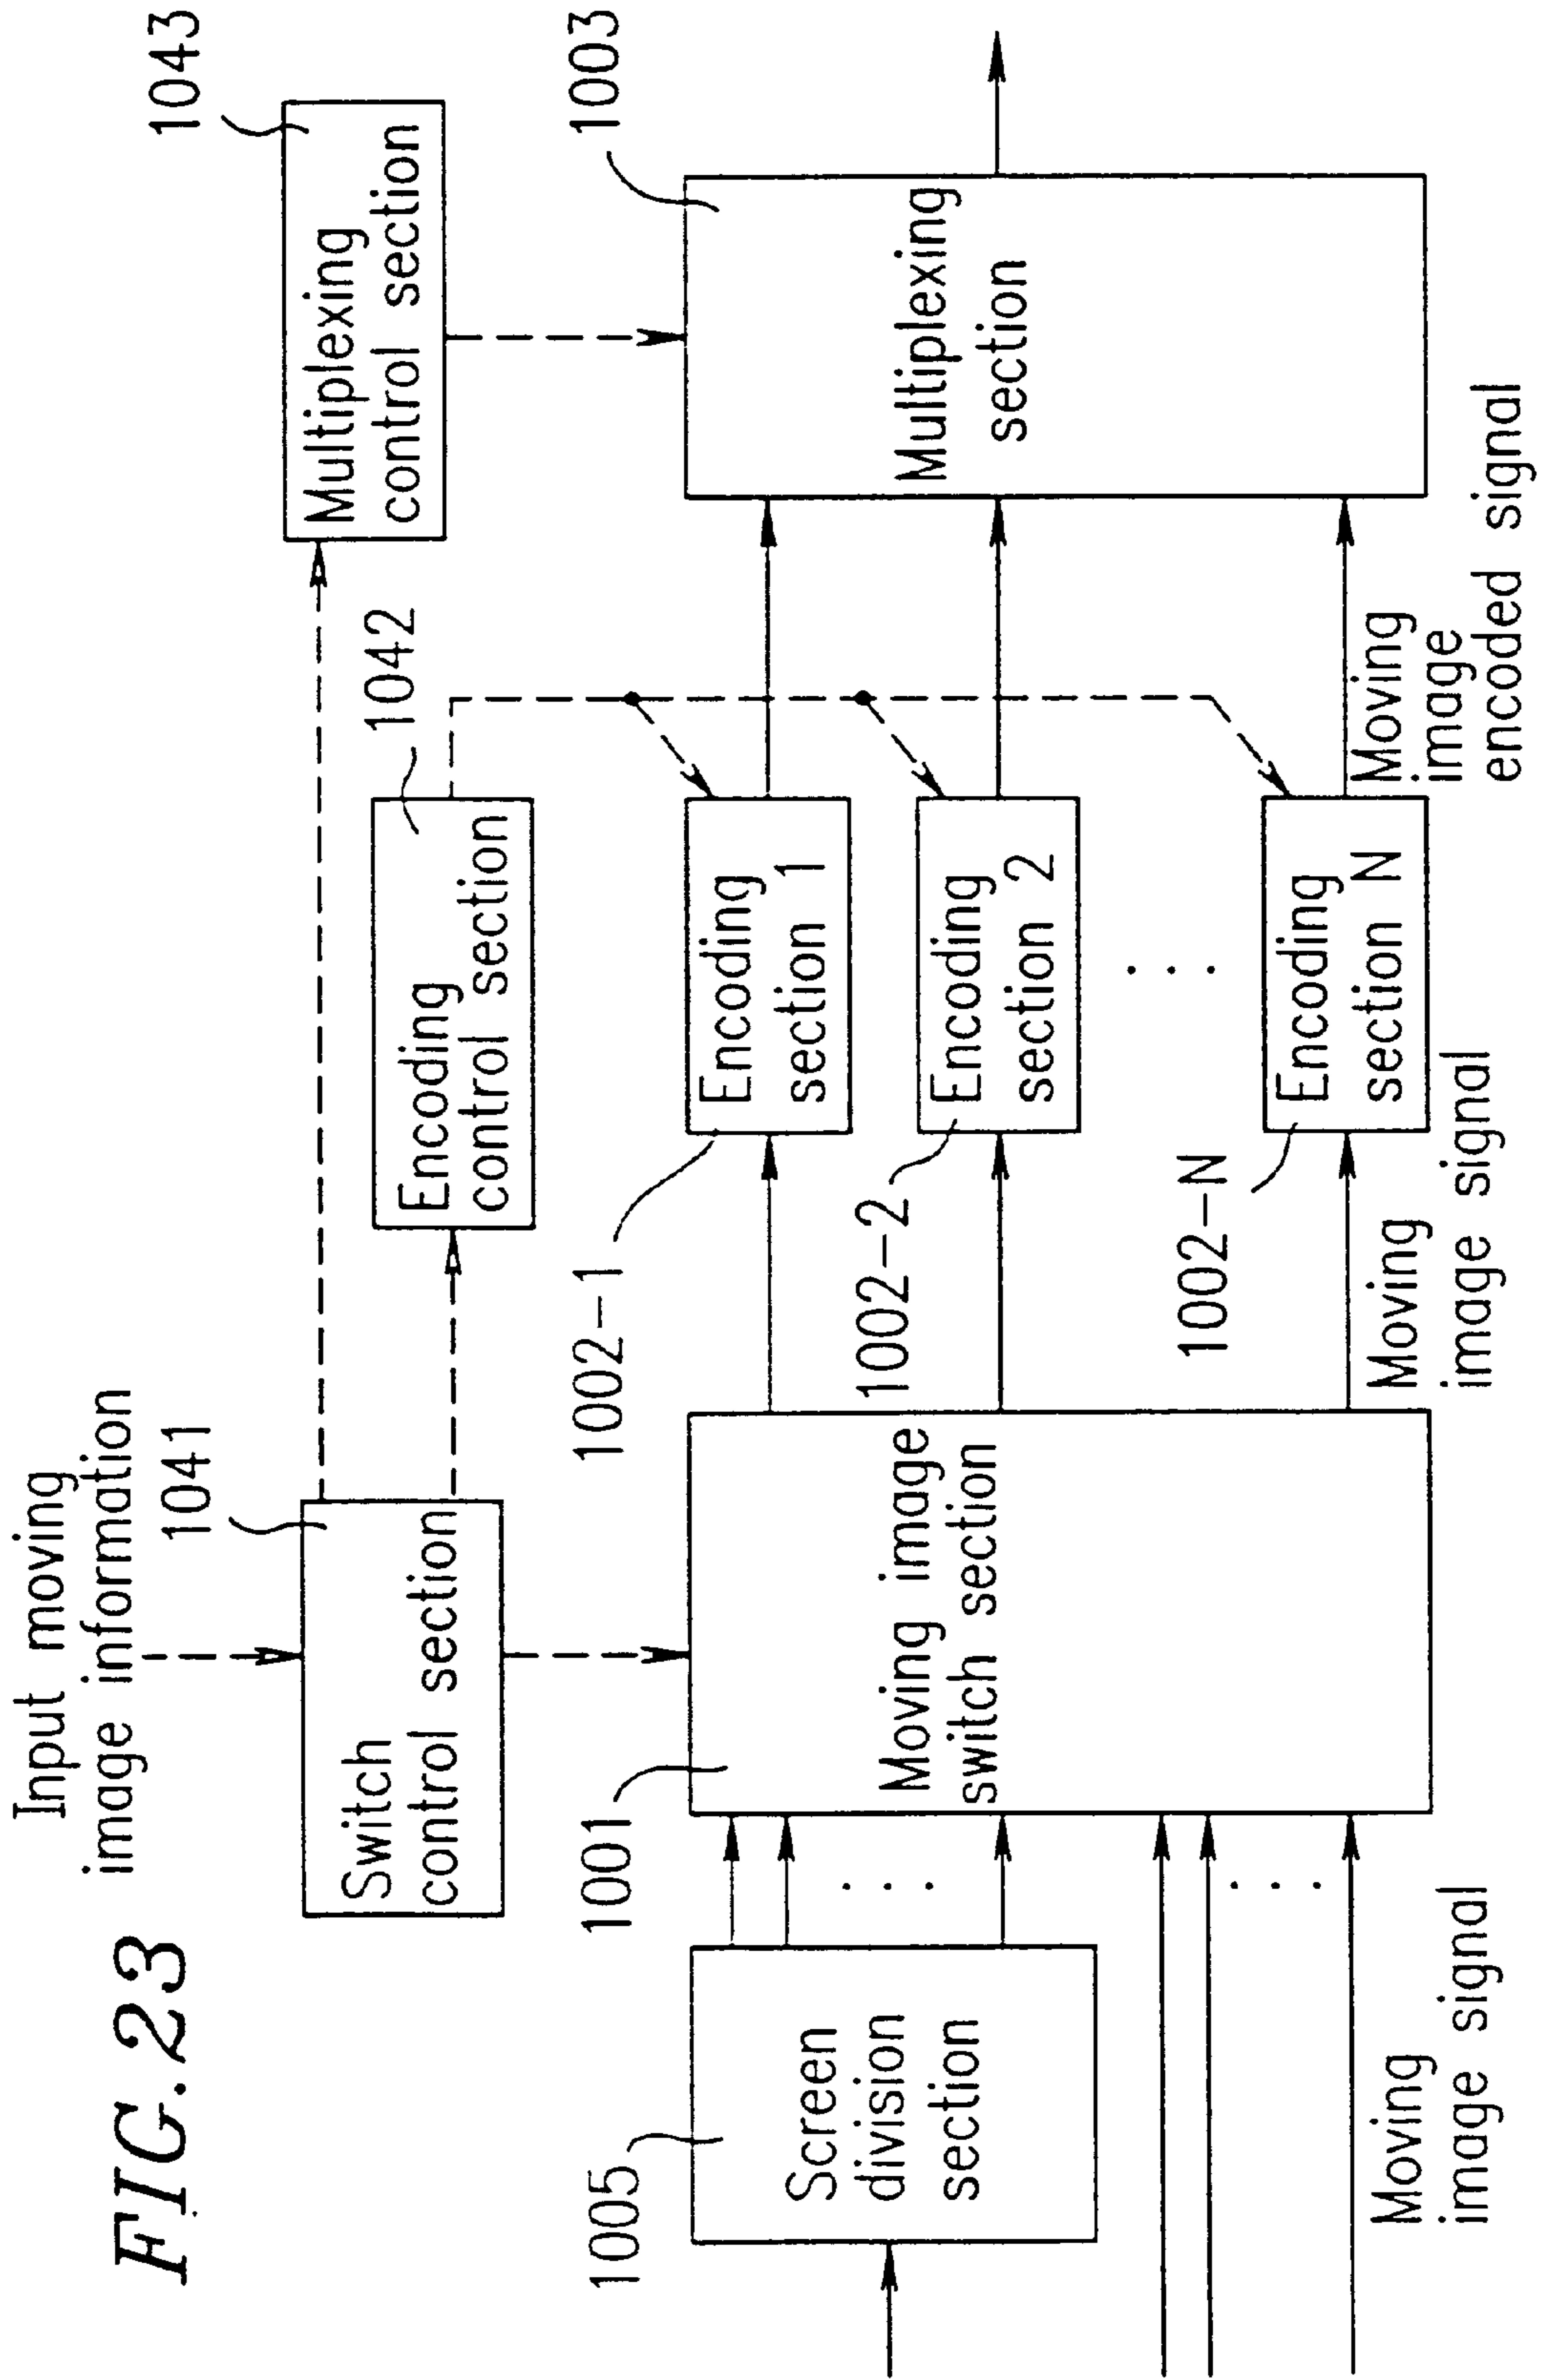 FIG.23
Input moving
image information
1041
Switch
control section
1043
Multiplexing
control section
1042
Encoding
control section
1005
Screen
division
section
1001
Moving image
switch section
1002-1
Encoding
section 1
1002-2
Encoding
section 2
1002-N
Encoding
section N
1003
Multiplexing
section
Moving
image signal
Moving
image signal
Moving
image
encoded signal